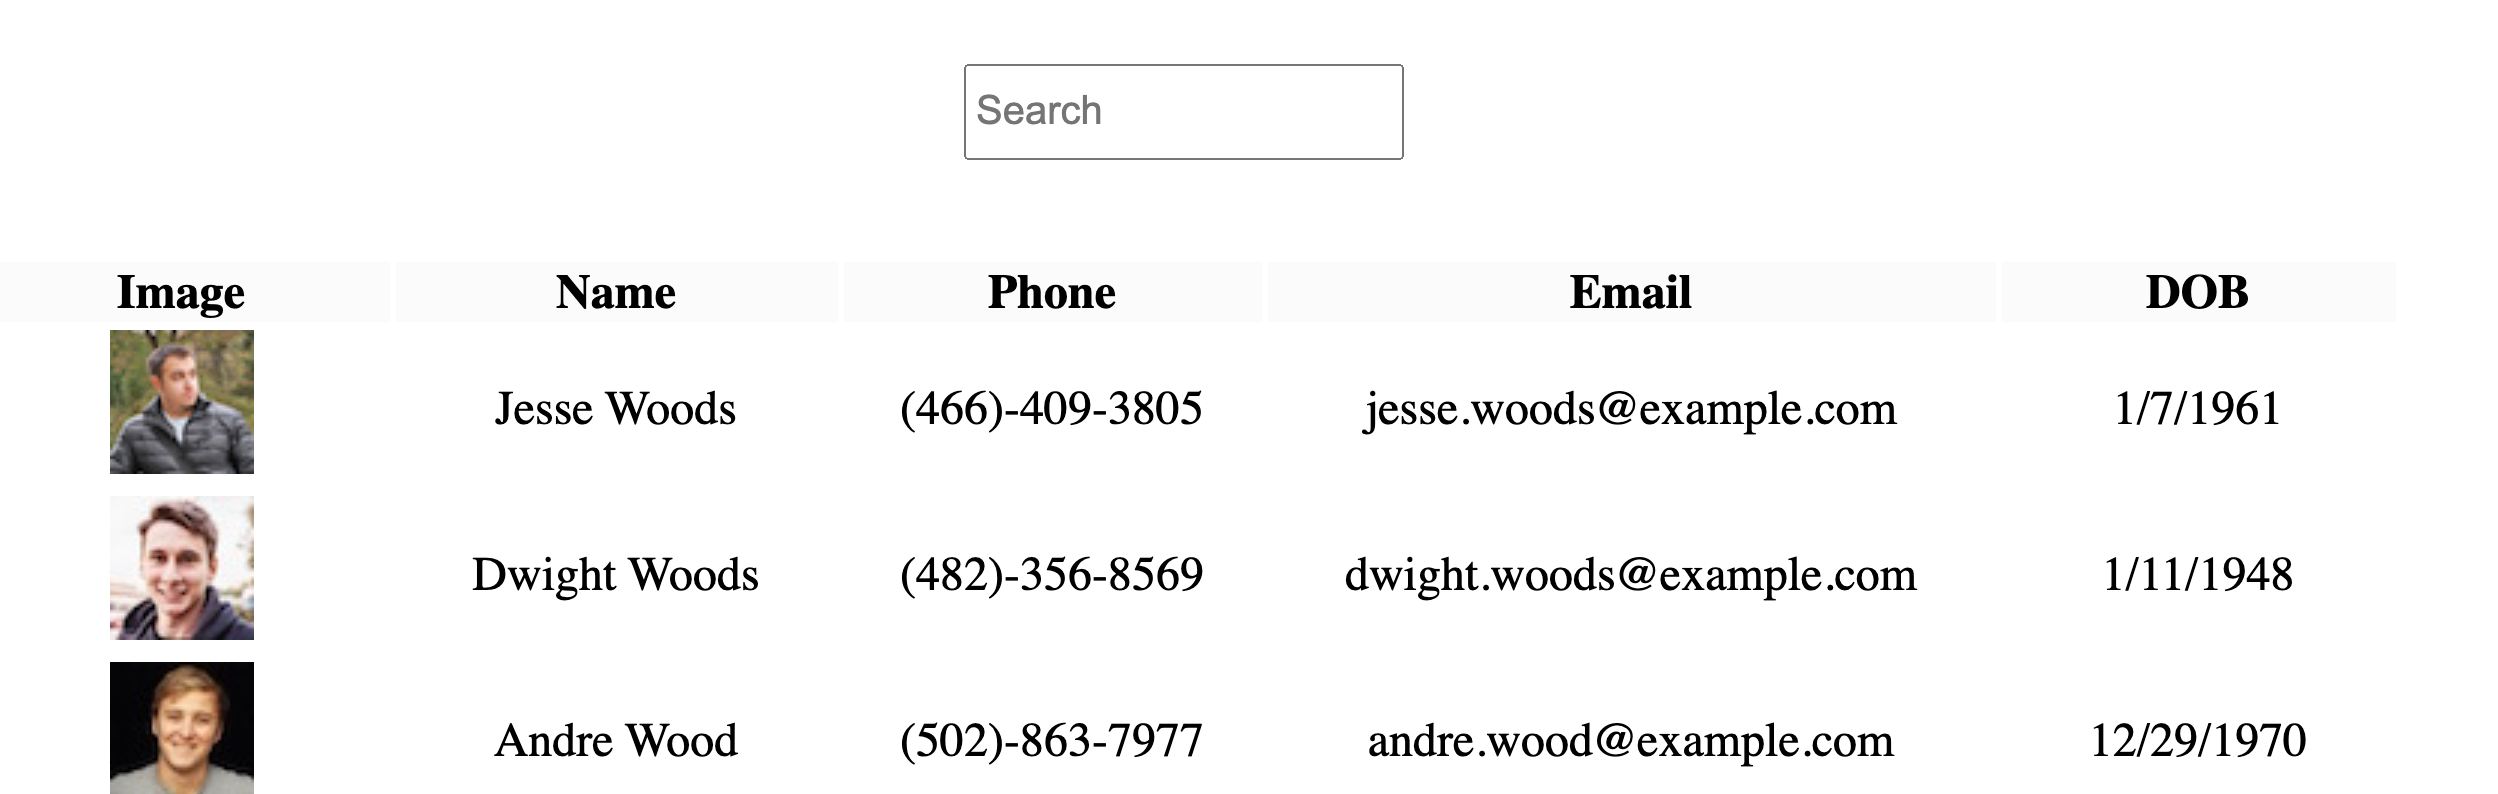 Search
Image Name Phone Email DOB
Jesse Woods (466)-409-3805 jesse.woods@example.com 1/7/1961
Dwight Woods (482)-356-8569 dwight.woods@example.com 1/11/1948
Andre Wood (502)-863-7977 andre.wood@example.com 12/29/1970